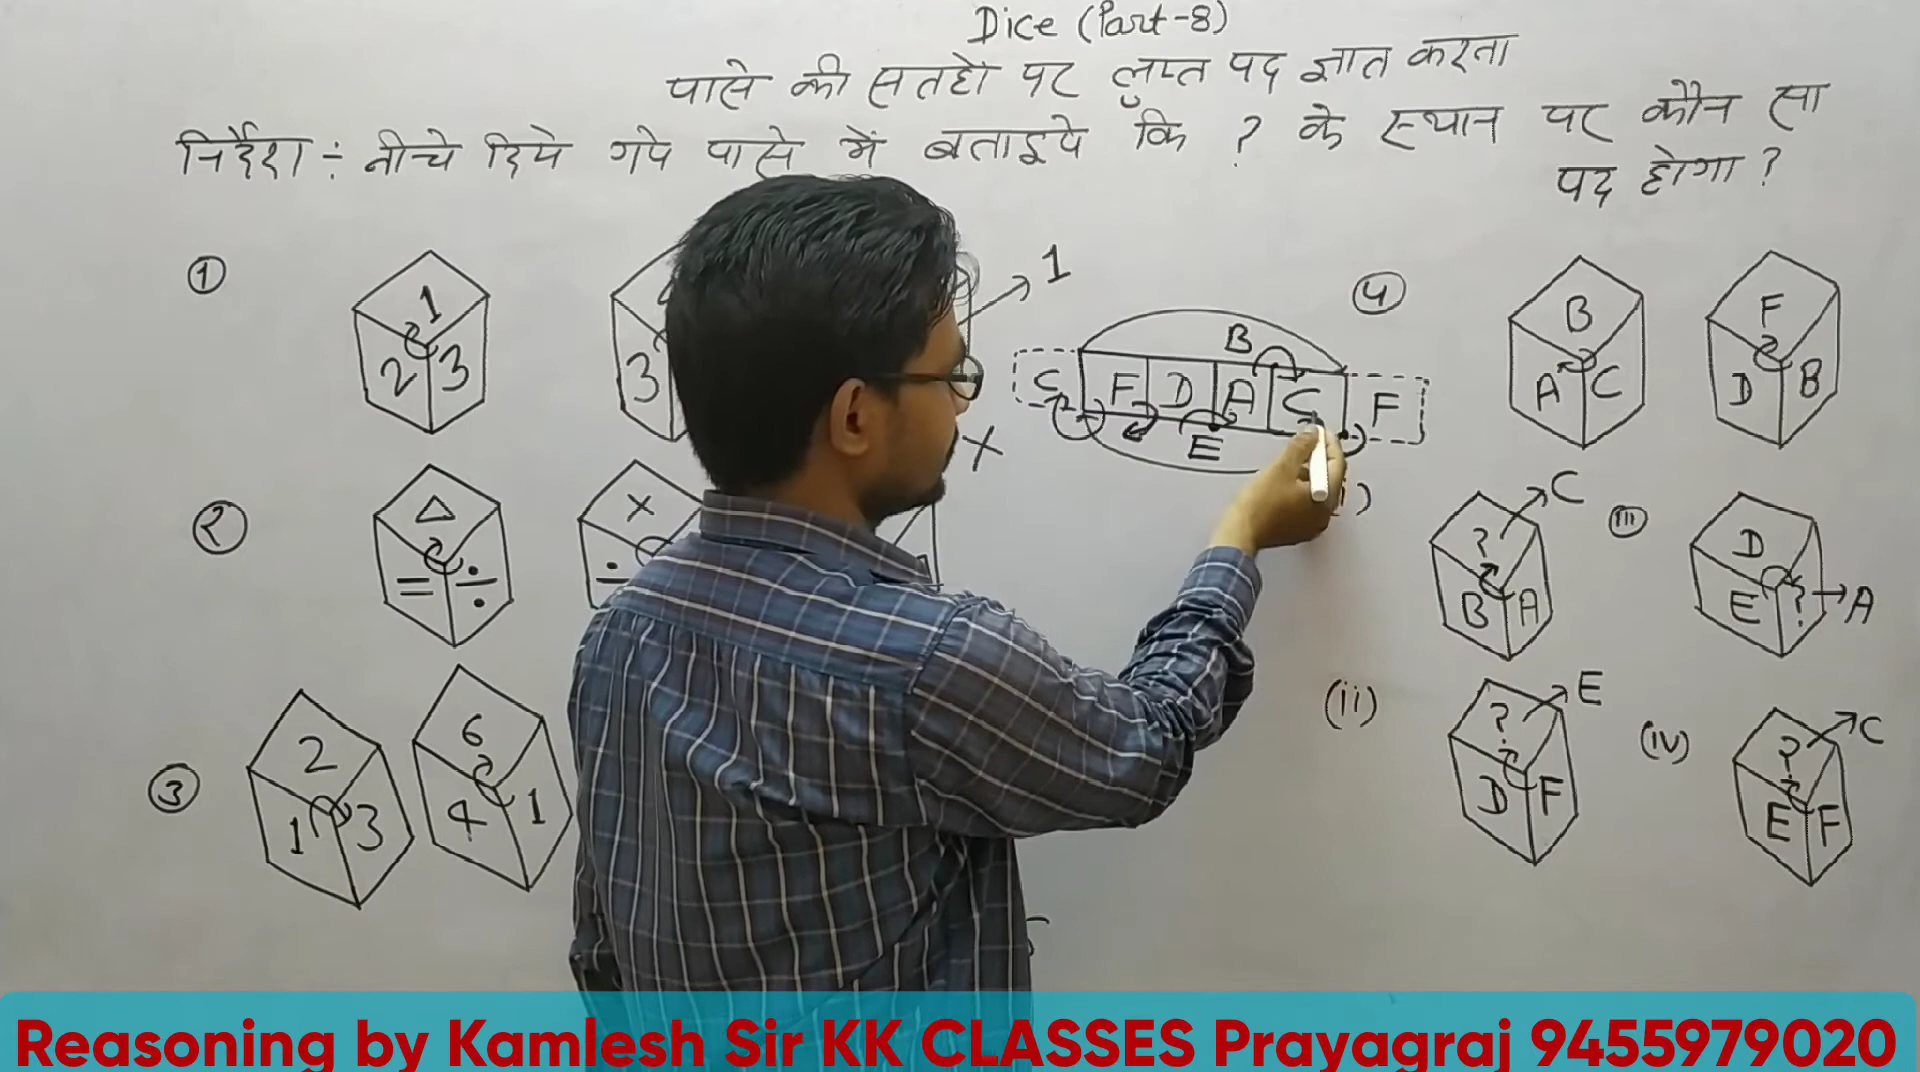 Dice (Part-8)
पासे की सतहों पर लुप्त पद ज्ञात करना
निर्देश ÷ नीचे दिये गये पासे में बताइये कि ? के स्थान पर कौन सा
पद होगा ?
①
1
2 3
3
1
②
△
= ÷
×
÷
X
③
2
1 3
6
4 1
B
C F D A C F
E
④
B
A C
F
D B
i)
? C
B A
iii
D
E ? A
(ii)
? E
D F
(iv)
? C
E F
Reasoning by Kamlesh Sir KK CLASSES Prayagraj 9455979020